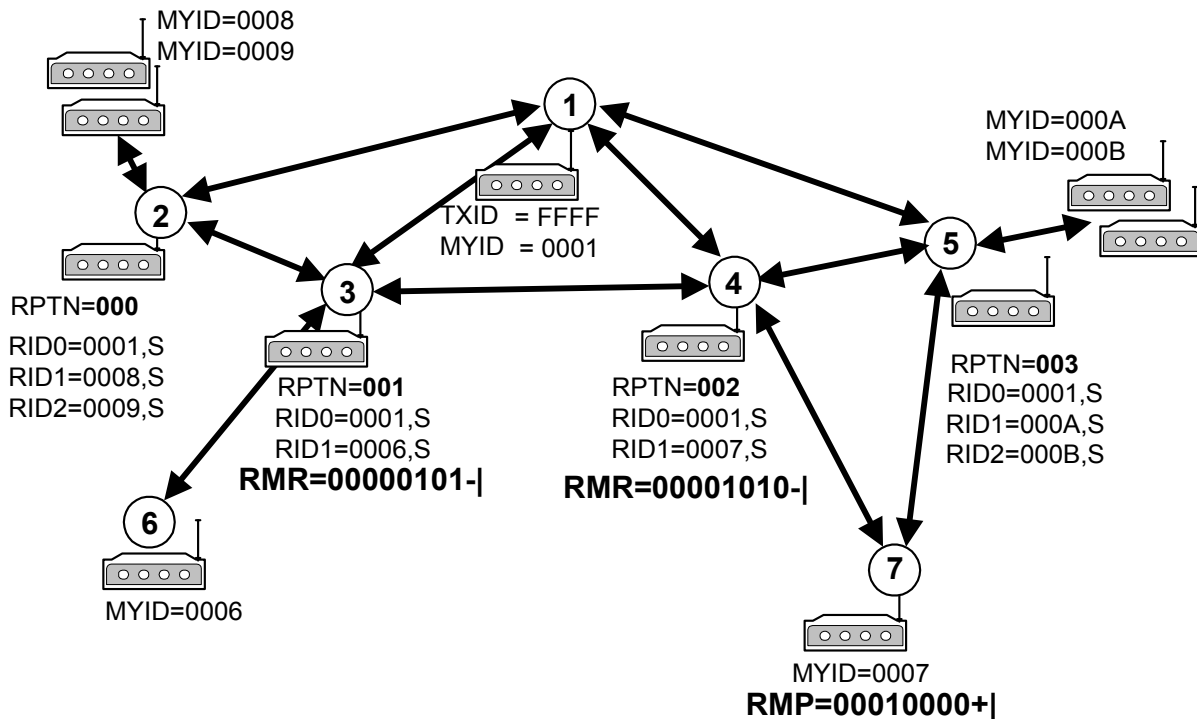 MYID=0008
MYID=0009
1
MYID=000A
MYID=000B
TXID = FFFF
MYID = 0001
2
5
3
4
RPTN=000
RID0=0001,S
RID1=0008,S
RID2=0009,S
RPTN=001
RID0=0001,S
RID1=0006,S
RMR=00000101-|
RPTN=002
RID0=0001,S
RID1=0007,S
RMR=00001010-|
RPTN=003
RID0=0001,S
RID1=000A,S
RID2=000B,S
6
MYID=0006
7
MYID=0007
RMP=00010000+|